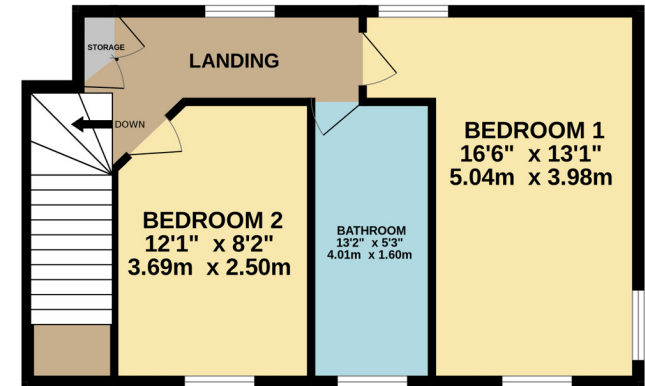 STORAGE
LANDING
DOWN
BEDROOM 1
16'6" x 13'1"
5.04m x 3.98m
BEDROOM 2
12'1" x 8'2"
3.69m x 2.50m
BATHROOM
13'2" x 5'3"
4.01m x 1.60m